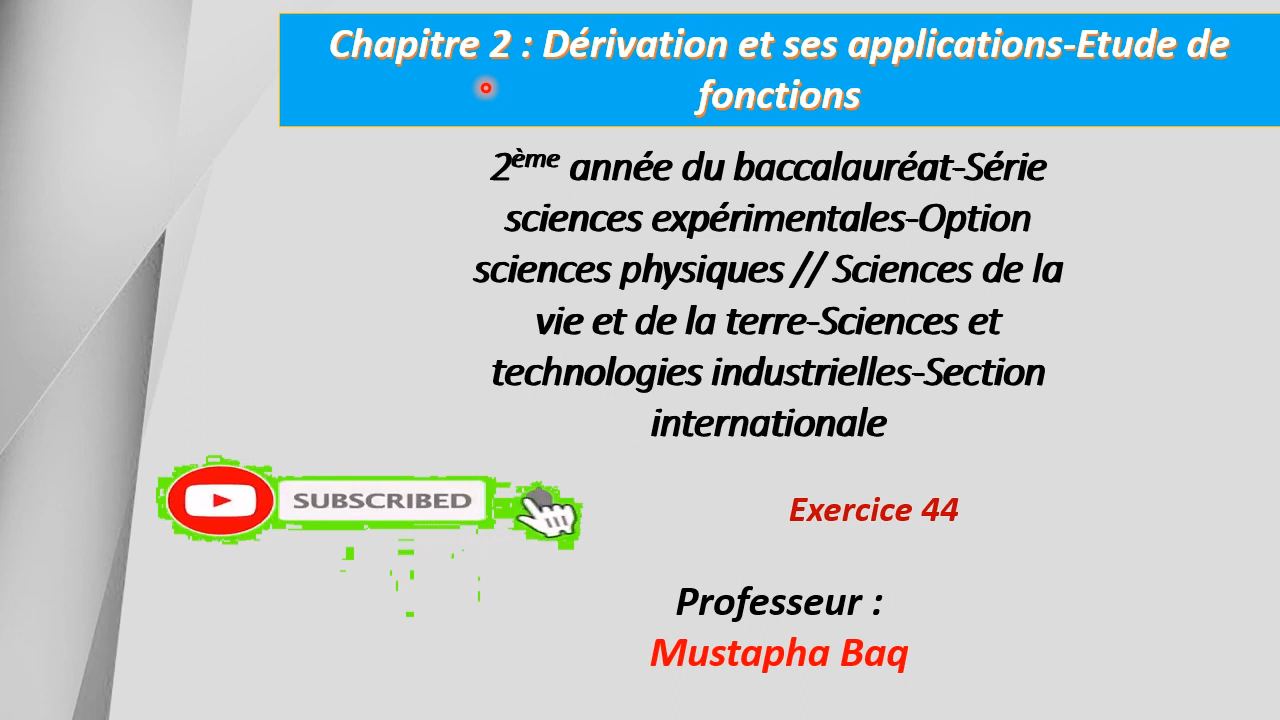 Chapitre 2 : Dérivation et ses applications-Etude de
fonctions
2ème année du baccalauréat-Série
sciences expérimentales-Option
sciences physiques // Sciences de la
vie et de la terre-Sciences et
technologies industrielles-Section
internationale
SUBSCRIBED
Exercice 44
Professeur :
Mustapha Baq